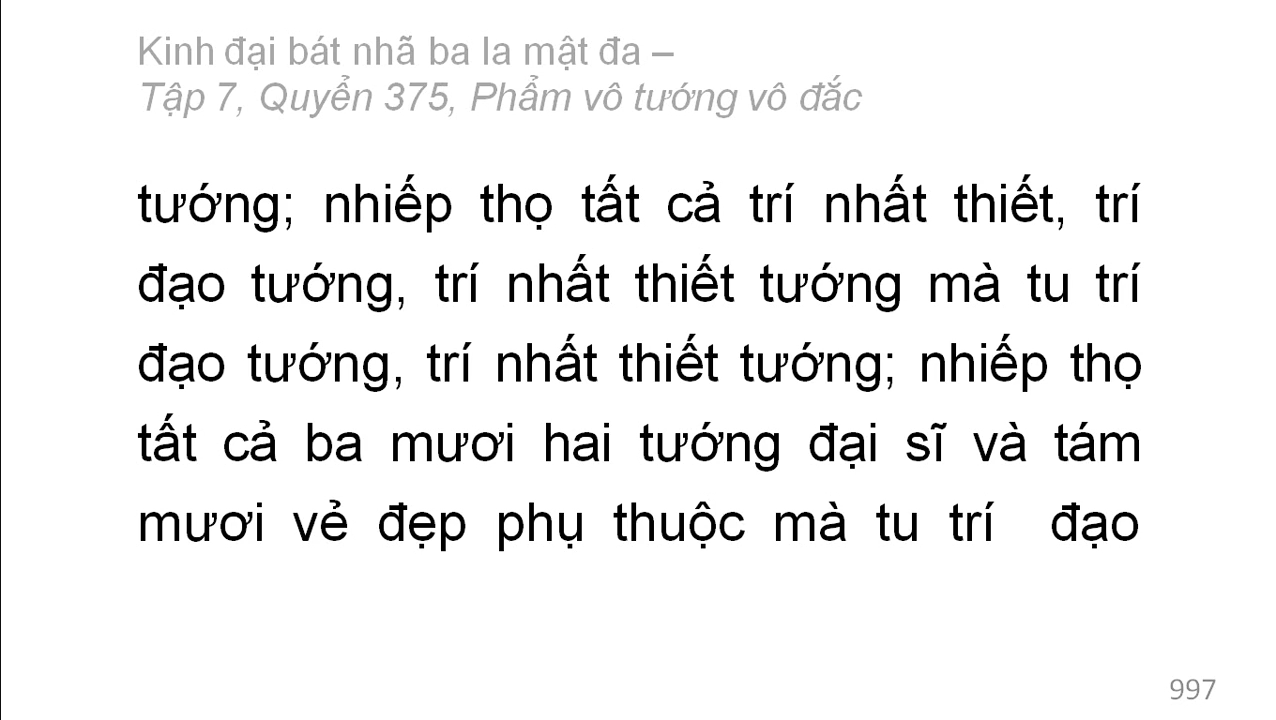 Kinh đại bát nhã ba la mật đa –
Tập 7, Quyển 375, Phẩm vô tướng vô đắc
tướng; nhiếp thọ tất cả trí nhất thiết, trí
đạo tướng, trí nhất thiết tướng mà tu trí
đạo tướng, trí nhất thiết tướng; nhiếp thọ
tất cả ba mươi hai tướng đại sĩ và tám
mươi vẻ đẹp phụ thuộc mà tu trí đạo
997